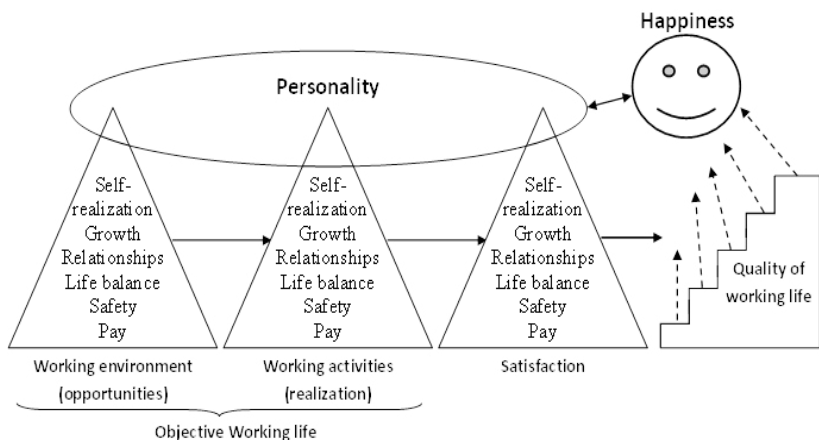 Happiness
Personality
Self-
realization
Growth
Relationships
Life balance
Safety
Pay
Self-
realization
Growth
Relationships
Life balance
Safety
Pay
Self-
realization
Growth
Relationships
Life balance
Safety
Pay
Quality of
working life
Working environment
(opportunities)
Working activities
(realization)
Satisfaction
Objective Working life